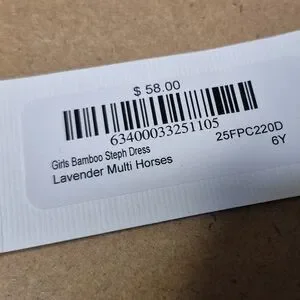 $ 58.00
63400033251105
Girls Bamboo Steph Dress 25FPC220D
Lavender Multi Horses 6Y